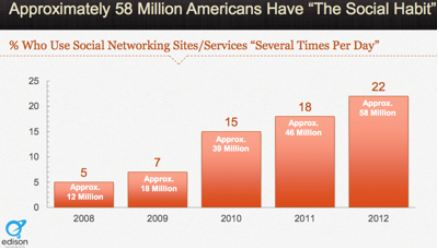 Approximately 58 Million Americans Have “The Social Habit”
% Who Use Social Networking Sites/Services “Several Times Per Day”
25
20
15
10
5
0
5
Approx.
12 Million
7
Approx.
18 Million
15
Approx.
39 Million
18
Approx.
46 Million
22
Approx.
58 Million
2008
2009
2010
2011
2012
edison